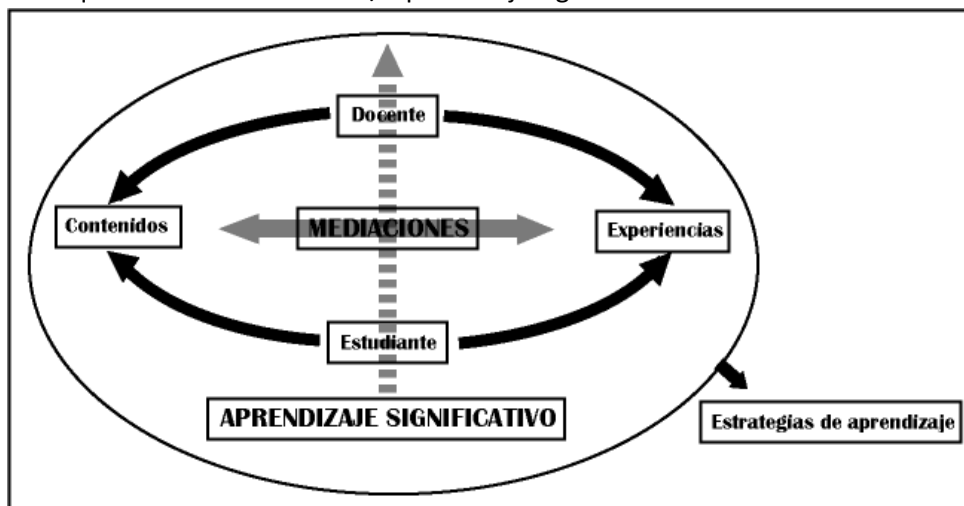 Docente
Contenidos
MEDIACIONES
Experiencias
Estudiante
APRENDIZAJE SIGNIFICATIVO
Estrategias de aprendizaje